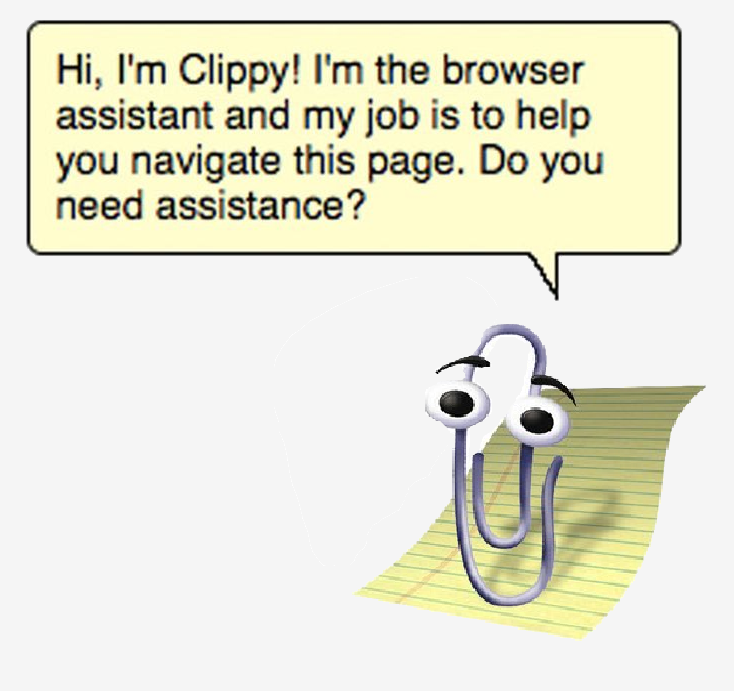 Hi, I'm Clippy! I'm the browser
assistant and my job is to help
you navigate this page. Do you
need assistance?